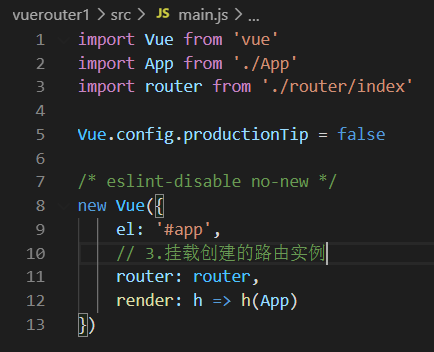 vuerouter1 > src > JS main.js > ...
1 import Vue from 'vue'
2 import App from './App'
3 import router from './router/index'
4
5 Vue.config.productionTip = false
6
7 /* eslint-disable no-new */
8 new Vue({
9 el: '#app',
10 // 3.挂载创建的路由实例
11 router: router,
12 render: h => h(App)
13 })